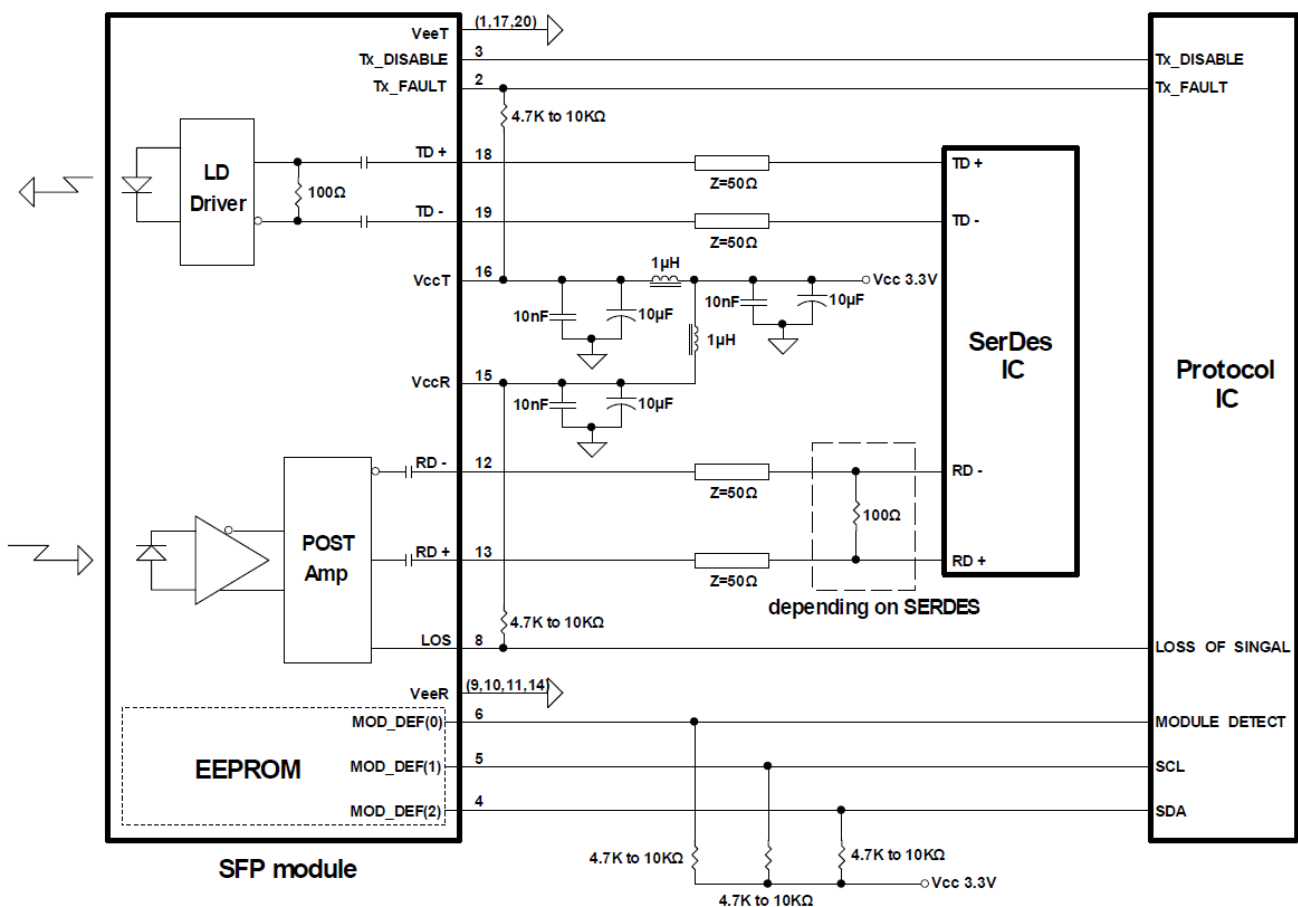 VeeT
(1,17,20)
Tx_DISABLE
3
Tx_DISABLE
Tx_FAULT
2
Tx_FAULT
4.7K to 10KΩ
LD
Driver
100Ω
TD +
18
Z=50Ω
TD +
TD -
19
Z=50Ω
TD -
1μH
VccT
16
Vcc 3.3V
10nF
10μF
10nF
10μF
1μH
SerDes
IC
Protocol
IC
VccR
15
10nF
10μF
RD -
12
Z=50Ω
RD -
100Ω
POST
Amp
RD +
13
Z=50Ω
RD +
depending on SERDES
4.7K to 10KΩ
LOS
8
LOSS OF SINGAL
VeeR
(9,10,11,14)
MOD_DEF(0)
6
MODULE DETECT
EEPROM
MOD_DEF(1)
5
SCL
MOD_DEF(2)
4
SDA
SFP module
4.7K to 10KΩ
4.7K to 10KΩ
Vcc 3.3V
4.7K to 10KΩ